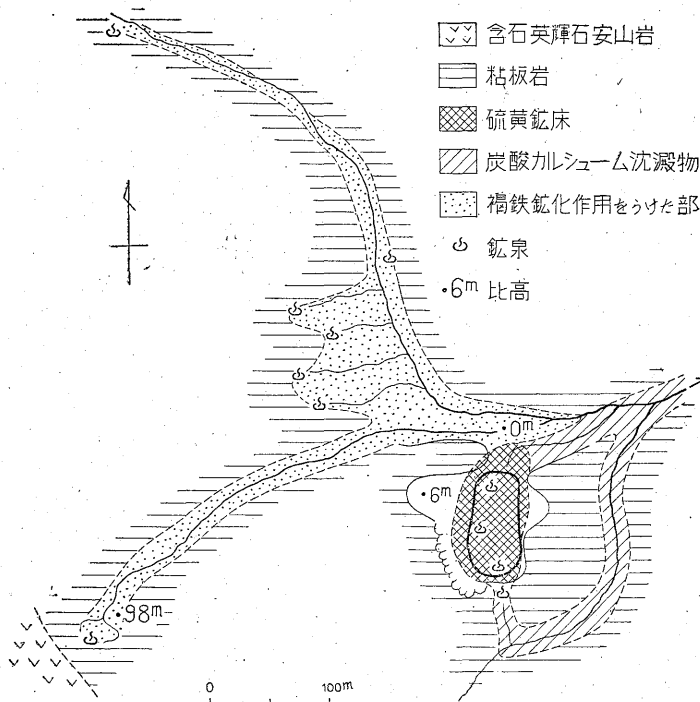 含石英輝石安山岩
粘板岩
硫黄鉱床
炭酸カルシューム沈澱物
褐鉄鉱化作用をうけた部
鉱泉
•6m 比高
•0m
•6m
•98m
0 100m